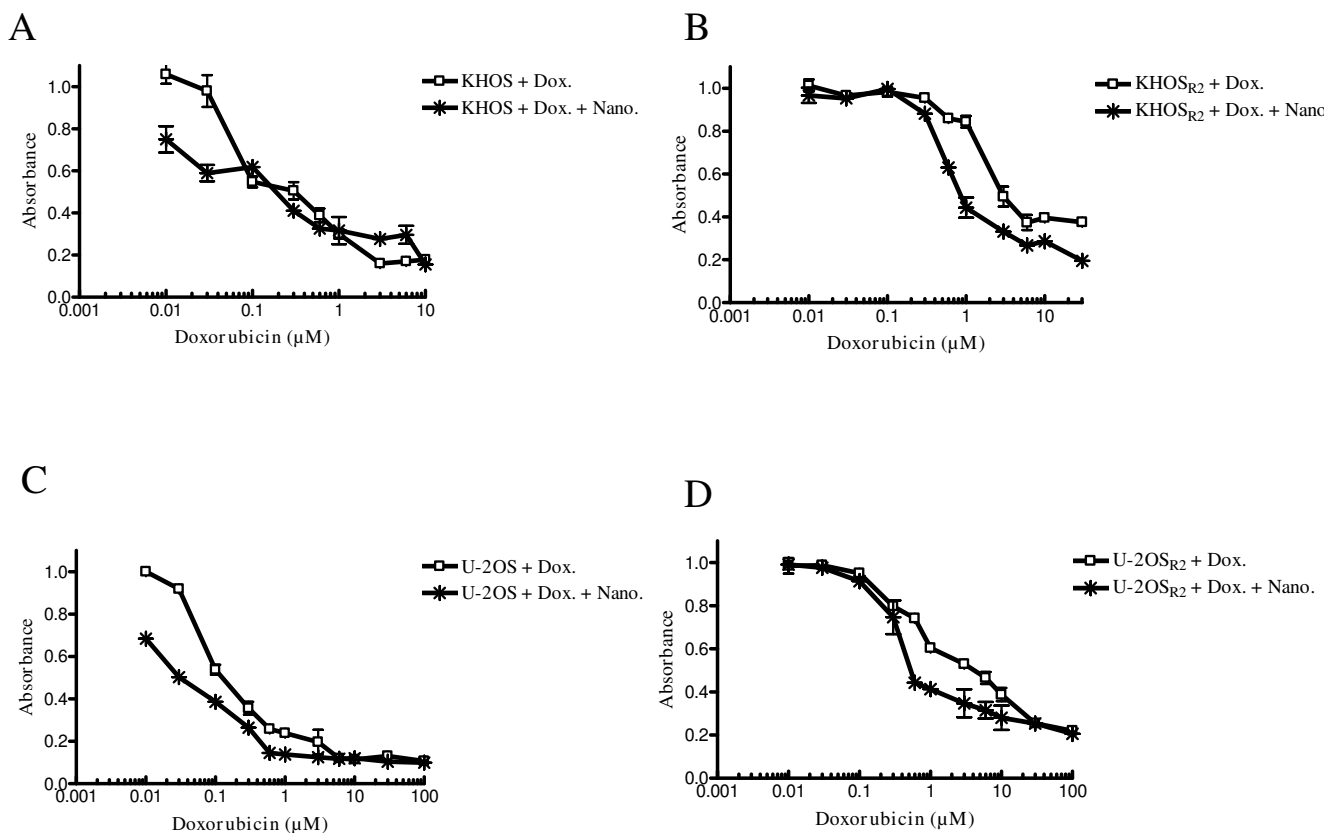 A
KHOS + Dox.
KHOS + Dox. + Nano.
1.0
0.8
0.6
0.4
0.2
0.0
Absorbance
0.001 0.01 0.1 1 10
Doxorubicin (µM)
B
KHOSR2 + Dox.
KHOSR2 + Dox. + Nano
1.0
0.8
0.6
0.4
0.2
0.0
Absorbance
0.001 0.01 0.1 1 10
Doxorubicin (µM)
C
U-2OS + Dox.
U-2OS + Dox. + Nano.
1.0
0.8
0.6
0.4
0.2
0.0
Absorbance
0.001 0.01 0.1 1 10 100
Doxorubicin (µM)
D
U-2OSR2 + Dox.
U-2OSR2 + Dox. + Nano.
1.0
0.8
0.6
0.4
0.2
0.0
Absorbance
0.001 0.01 0.1 1 10 100
Doxorubicin (µM)